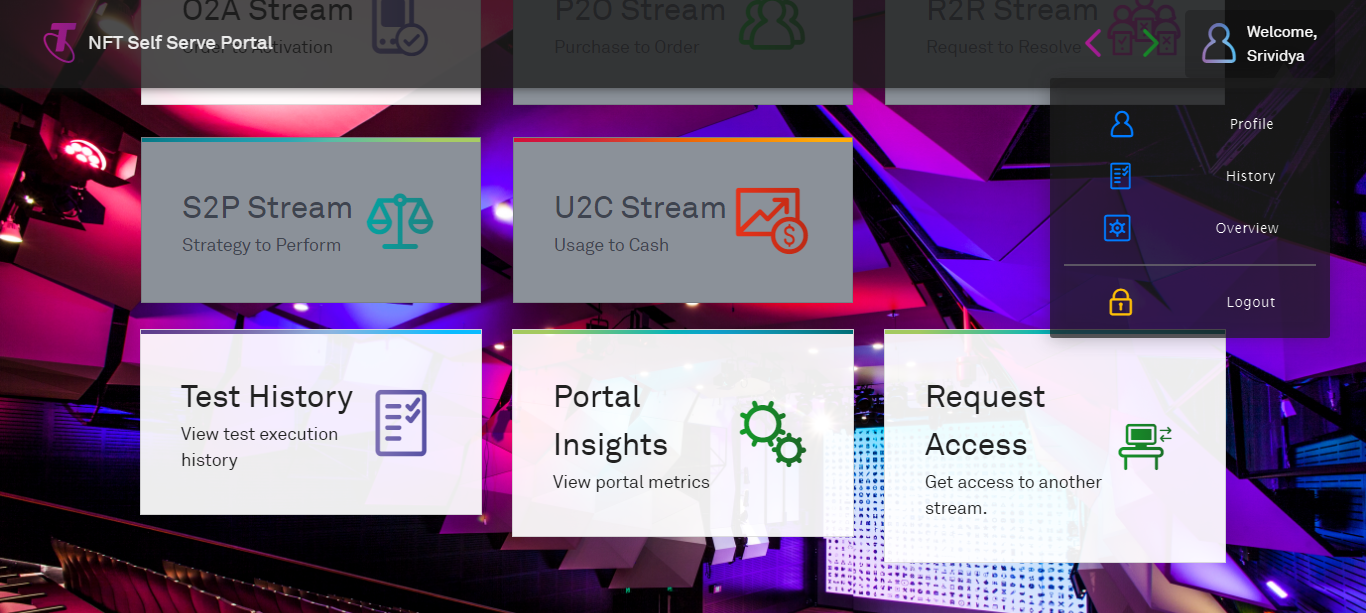 O2A Stream
P2O Stream
R2R Stream
NFT Self Serve Portal
Order to Activation
Purchase to Order
Request to Resolve
Welcome,
Srividya
Profile
History
Overview
Logout
S2P Stream
Strategy to Perform
U2C Stream
Usage to Cash
Test History
View test execution
history
Portal
Insights
View portal metrics
Request
Access
Get access to another
stream.